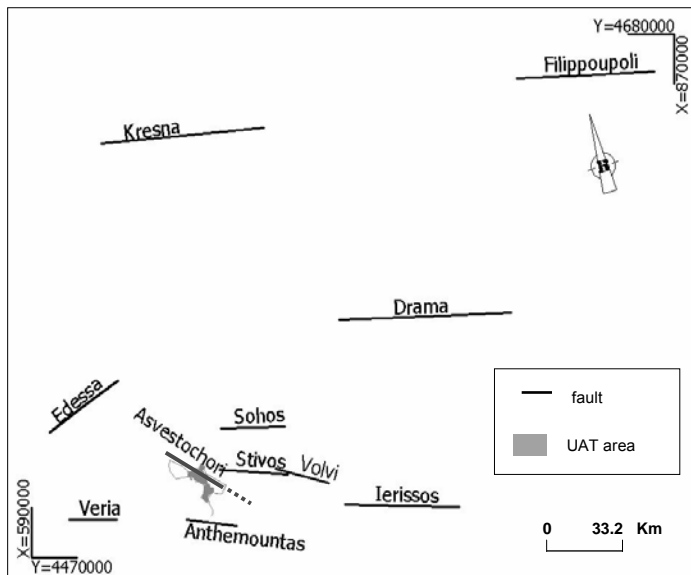 Y=4680000
X=870000
Filippoupoli
Kresna
Drama
Edessa
Asvestochori
Sohos
Stivos
Volvi
Ierissos
Veria
Anthemountas
X=590000
Y=4470000
fault
UAT area
0 33.2 Km